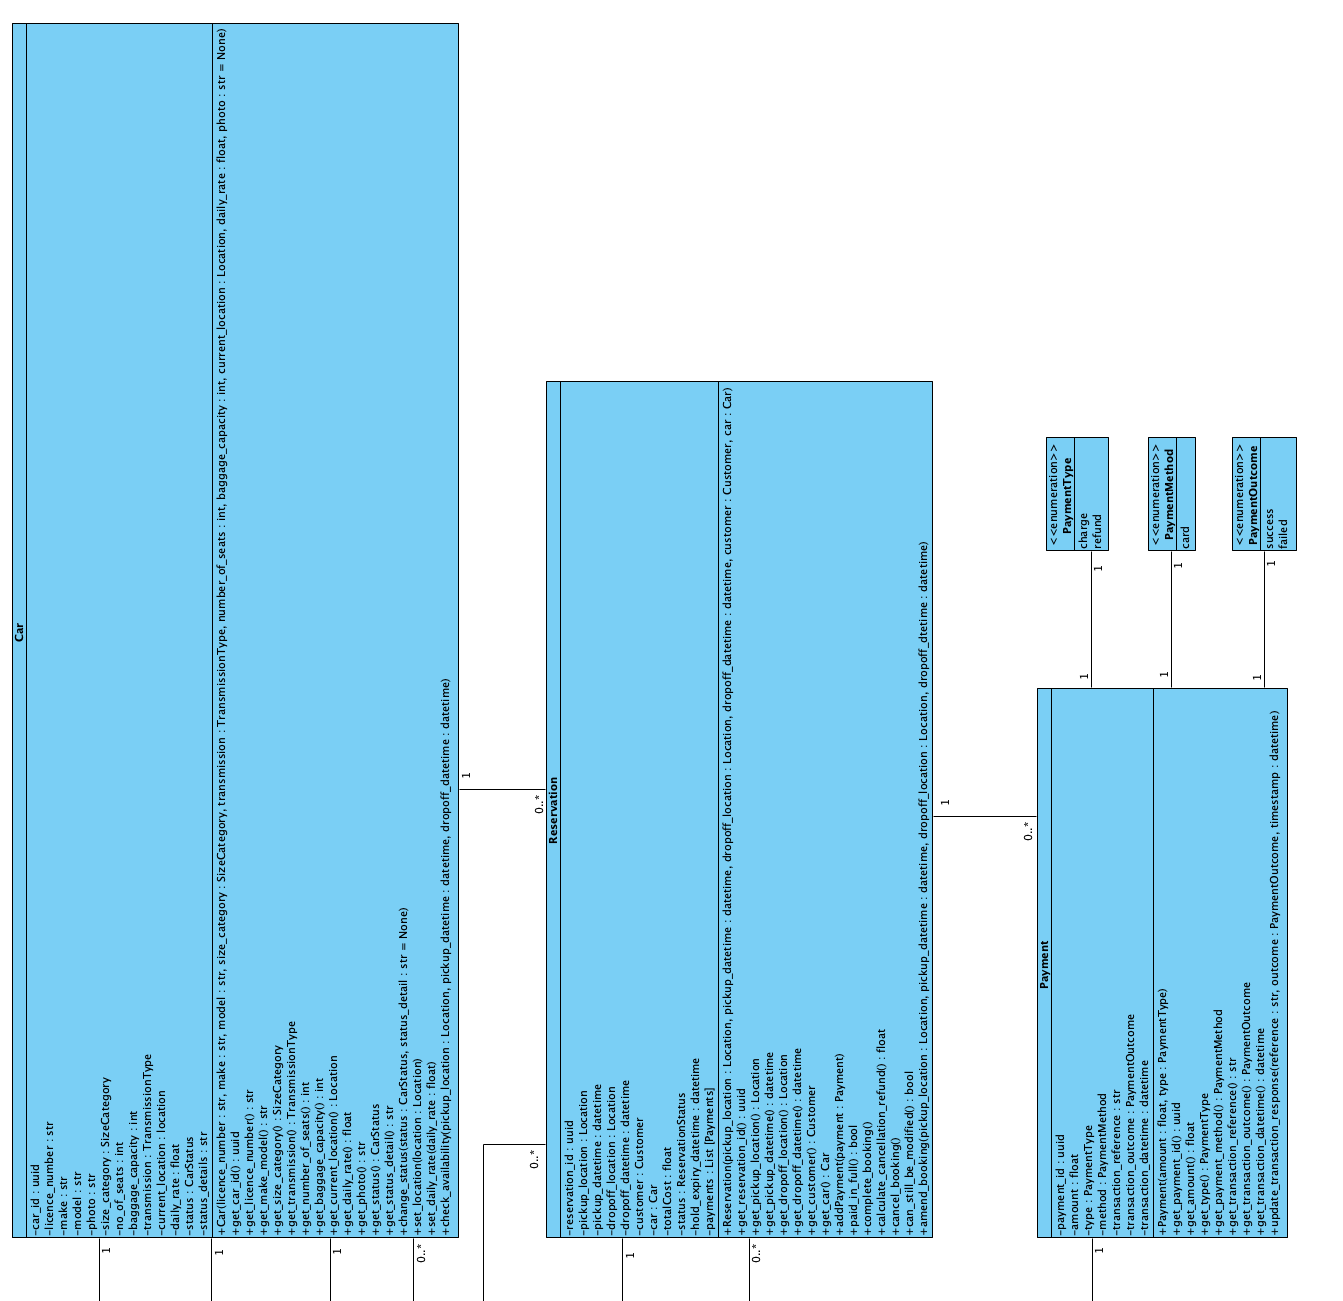 Car
-car_id : uuid
-licence_number : str
-make : str
-model : str
-photo : str
-size_category : SizeCategory
-no_of_seats : int
-baggage_capacity : int
-transmission : TransmissionType
-current_location : location
-daily_rate : float
-status : CarStatus
-status_details : str
+Car(licence_number : str, make : str, model : str, size_category : SizeCategory, transmission : TransmissionType, number_of_seats : int, baggage_capacity : int, current_location : Location, daily_rate : float, photo : str = None)
+get_car_id() : uuid
+get_licence_number() : str
+get_make_model() : str
+get_size_category() : SizeCategory
+get_transmission() : TransmissionType
+get_number_of_seats() : int
+get_baggage_capacity() : int
+get_current_location() : Location
+get_daily_rate() : float
+get_photo() : str
+get_status() : CarStatus
+get_status_detail() : str
+change_status(status : CarStatus, status_detail : str = None)
+set_location(location : Location)
+set_daily_rate(daily_rate : float)
+check_availability(pickup_location : Location, pickup_datetime : datetime, dropoff_datetime : datetime)
1
1
1
0..*
1
0..*
Reservation
-reservation_id : uuid
-pickup_location : Location
-pickup_datetime : datetime
-dropoff_location : Location
-dropoff_datetime : datetime
-customer : Customer
-car : Car
-totalCost : float
-status : ReservationStatus
-hold_expiry_datetime : datetime
-payments : List [Payments]
+Reservation(pickup_location : Location, pickup_datetime : datetime, dropoff_location : Location, dropoff_datetime : datetime, customer : Customer, car : Car)
+get_reservation_id() : uuid
+get_pickup_location() : Location
+get_pickup_datetime() : datetime
+get_dropoff_location() : Location
+get_dropoff_datetime() : datetime
+get_customer() : Customer
+get_car() : Car
+addPayment(payment : Payment)
+paid_in_full() : bool
+complete_booking()
+calculate_cancellation_refund() : float
+cancel_booking()
+can_still_be_modified() : bool
+amend_booking(pickup_location : Location, pickup_datetime : datetime, dropoff_location : Location, dropoff_dtetime : datetime)
0..*
1
0..*
1
0..*
Payment
-payment_id : uuid
-amount : float
-type : PaymentType
-method : PaymentMethod
-transaction_reference : str
-transaction_outcome : PaymentOutcome
-transaction_datetime : datetime
+Payment(amount : float, type : PaymentType)
+get_payment_id() : uuid
+get_amount() : float
+get_type() : PaymentType
+get_payment_method() : PaymentMethod
+get_transaction_reference() : str
+get_transaction_outcome() : PaymentOutcome
+get_transaction_datetime() : datetime
+update_transaction_response(reference : str, outcome : PaymentOutcome, timestamp : datetime)
1
1
1
1
1
1
1
<<enumeration>>
PaymentType
charge
refund
<<enumeration>>
PaymentMethod
card
<<enumeration>>
PaymentOutcome
success
failed